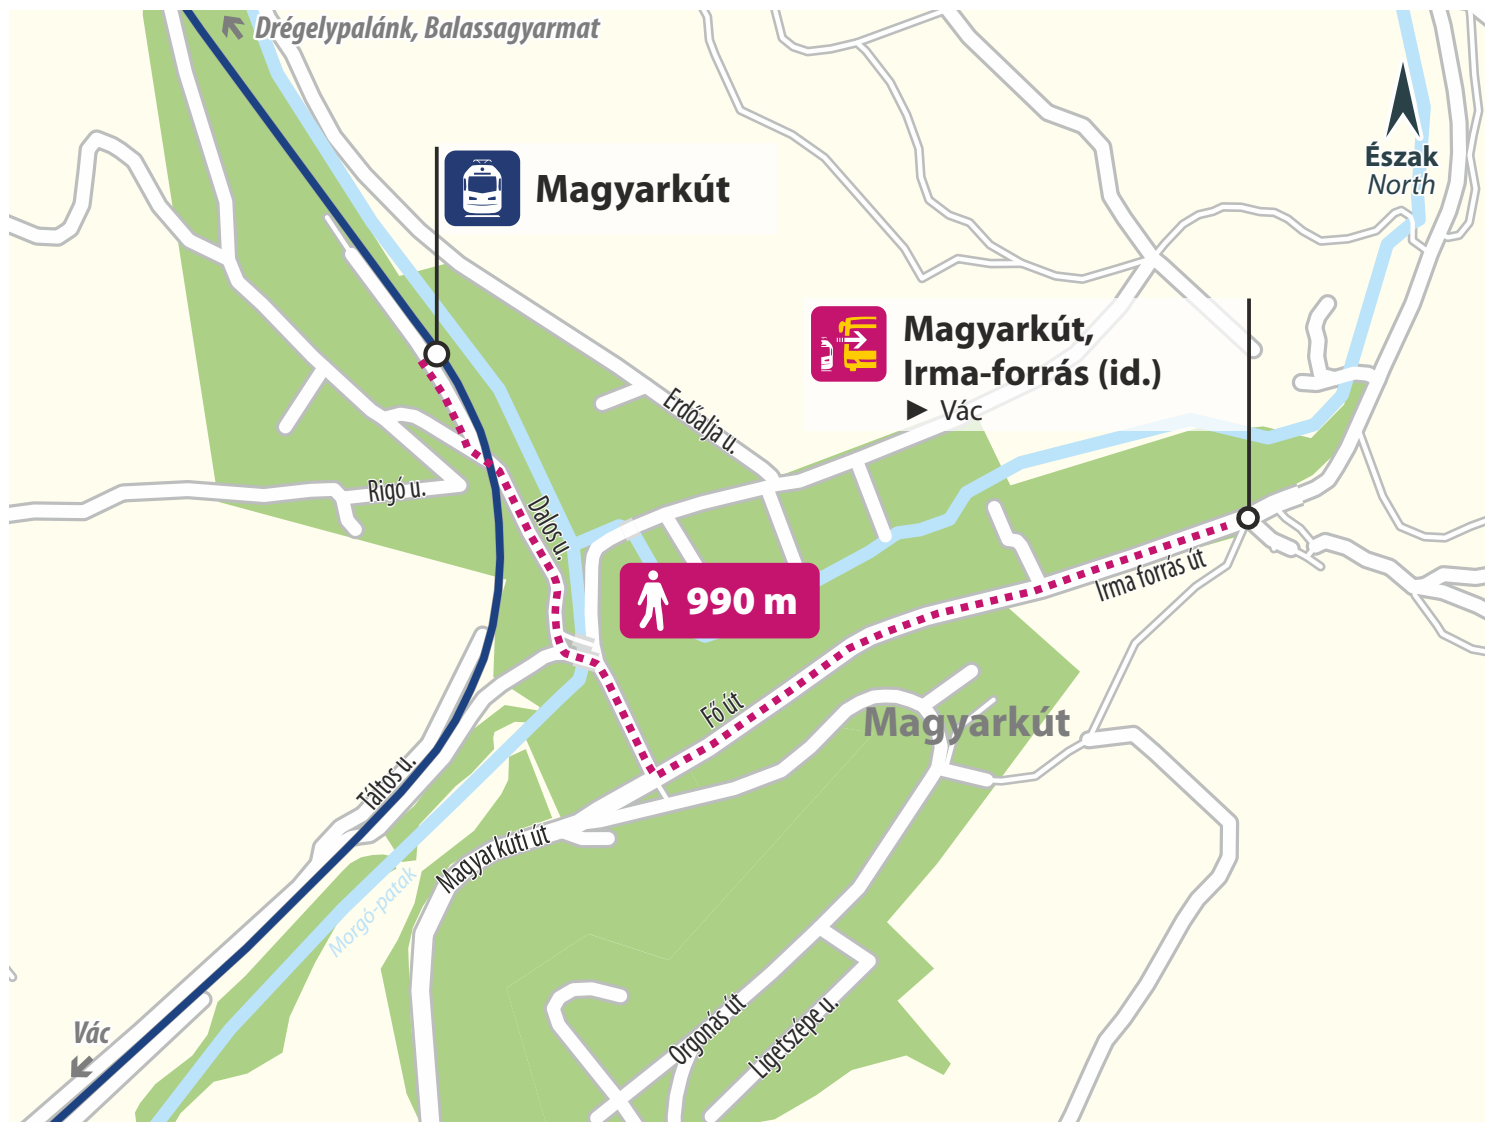 Drégelypalánk, Balassagyarmat
Magyarkút
Észak
North
Magyarkút,
Irma-forrás (id.)
► Vác
Erdőalja u.
Rigó u.
Dalos u.
990 m
Irma forrás út
Fő út
Magyarkút
Táltos u.
Magyarkúti út
Morgó-patak
Vác
Orgonás út
Ligetszépe u.